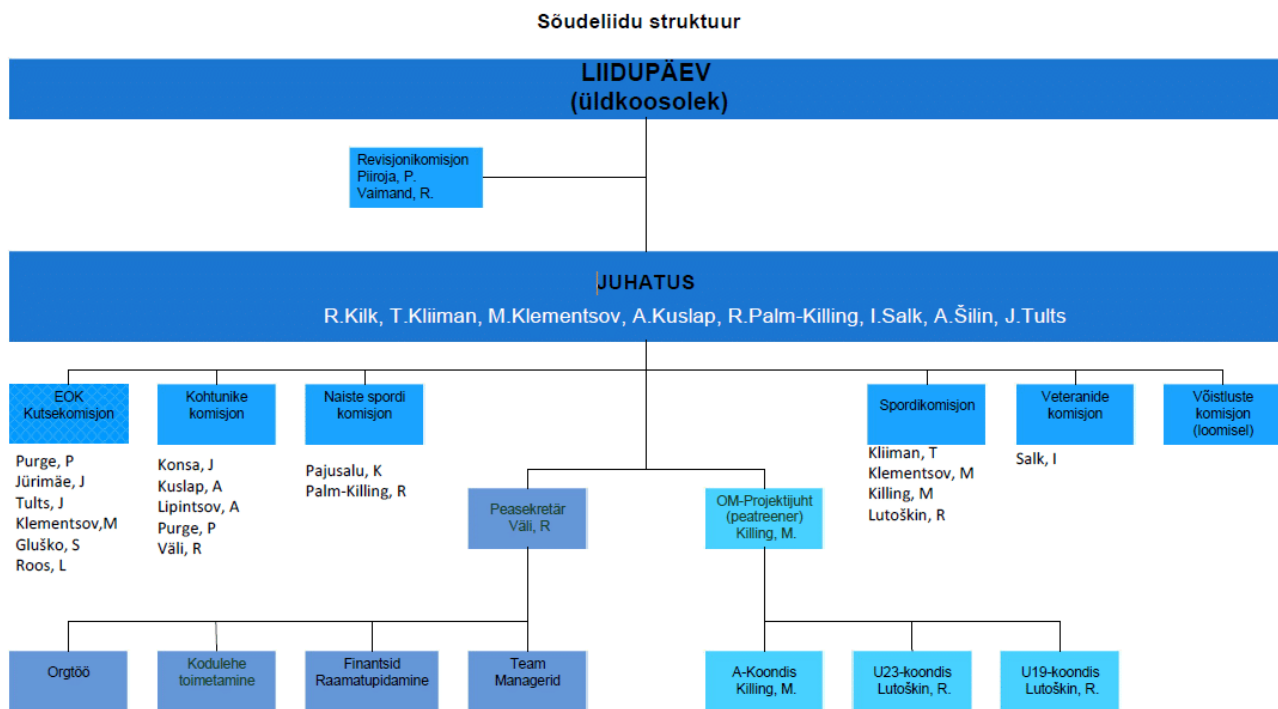 Sõudeliidu struktuur
LIIDUPÄEV
(üldkoosolek)
Revisjonikomisjon
Piiroja, P.
Vaimand, R.
JUHATUS
R.Kilk, T.Kliiman, M.Klementsov, A.Kuslap, R.Palm-Killing, I.Salk, A.Šilin, J.Tults
EOK
Kutsekomisjon
Purge, P
Jürimäe, J
Tults, J
Klementsov,M
Gluško, S
Roos, L
Kohtunike
komisjon
Konsa, J
Kuslap, A
Lipintsov, A
Purge, P
Väli, R
Naiste spordi
komisjon
Pajusalu, K
Palm-Killing, R
Spordikomisjon
Kliiman, T
Klementsov, M
Killing, M
Lutoškin, R
Veteranide
komisjon
Salk, I
Võistluste
komisjon
(loomisel)
Peasekretär
Väli, R
OM-Projektijuht
(peatreener)
Killing, M.
Orgtöö
Kodulehe
toimetamine
Finantsid
Raamatupidamine
Team
Managerid
A-Koondis
Killing, M.
U23-koondis
Lutoškin, R.
U19-koondis
Lutoškin, R.